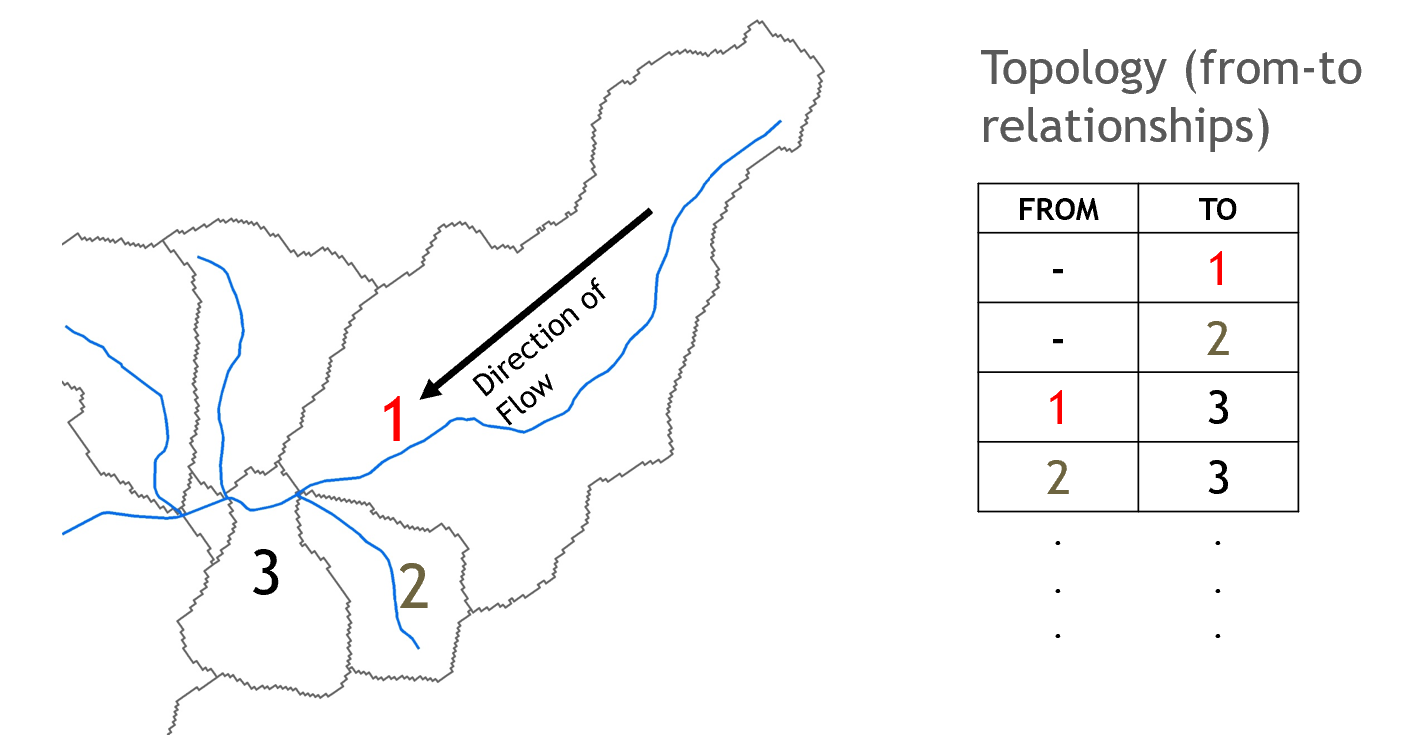 Topology (from-to
relationships)
FROM TO
- 1
- 2
1 3
2 3
. .
. .
. .
Direction of
Flow
1
2
3